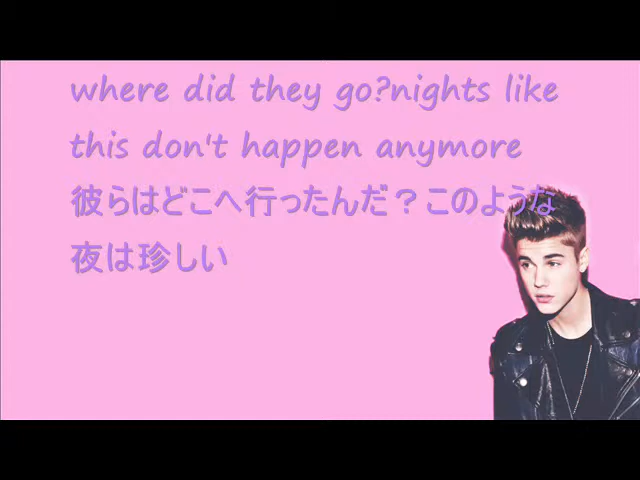 where did they go?nights like
this don't happen anymore
彼らはどこへ行ったんだ？このような
夜は珍しい